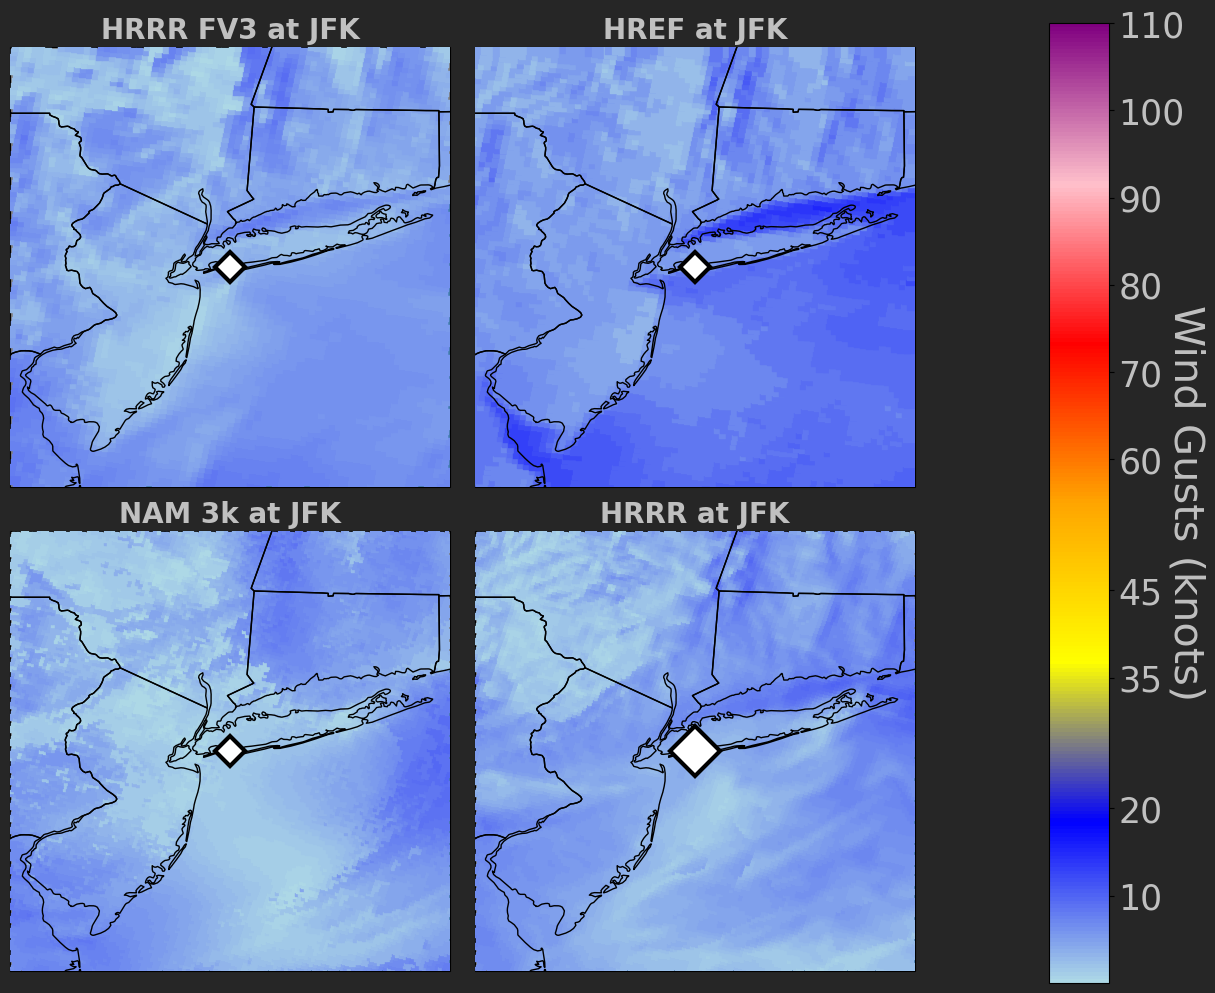 HRRR FV3 at JFK
HREF at JFK
NAM 3k at JFK
HRRR at JFK
110
100
90
80
70
60
45
35
20
10
Wind Gusts (knots)